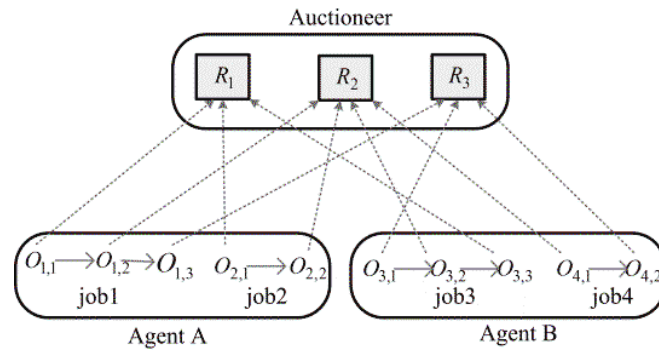 Auctioneer
R1 R2 R3
O1,1 O1,2 O1,3 O2,1 O2,2 O3,1 O3,2 O3,3 O4,1 O4,2
job1 job2 job3 job4
Agent A Agent B